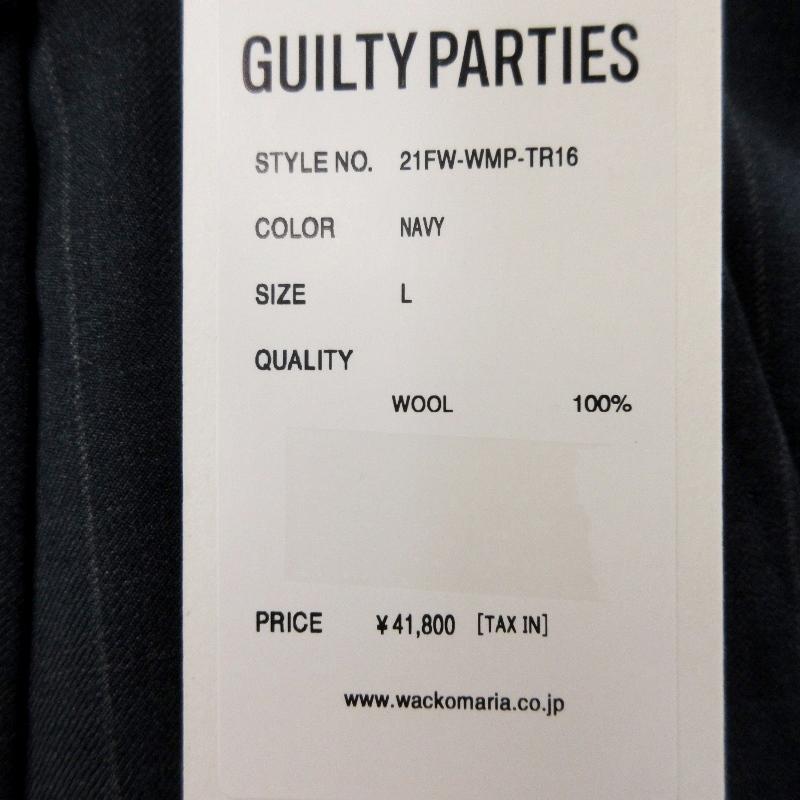 GUILTY PARTIES
STYLE NO. 21FW-WMP-TR16
COLOR NAVY
SIZE L
QUALITY
WOOL 100%
PRICE ¥41,800 [TAX IN]
www.wackomaria.co.jp